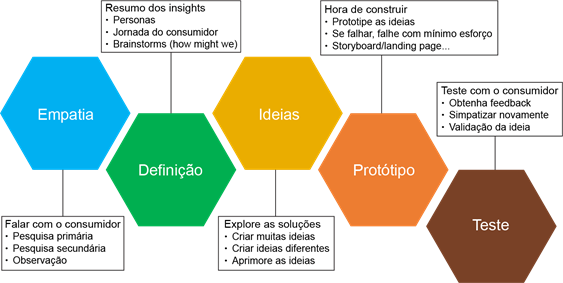 Resumo dos insights
• Personas
• Jornada do consumidor
• Brainstorms (how might we)
Hora de construir
• Prototipe as ideias
• Se falhar, falhe com mínimo esforço
• Storyboard/landing page...
Teste com o consumidor
• Obtenha feedback
• Simpatizar novamente
• Validação da ideia
Empatia
Definição
Ideias
Protótipo
Teste
Falar com o consumidor
• Pesquisa primária
• Pesquisa secundária
• Observação
Explore as soluções
• Criar muitas ideias
• Criar ideias diferentes
• Aprimore as ideias